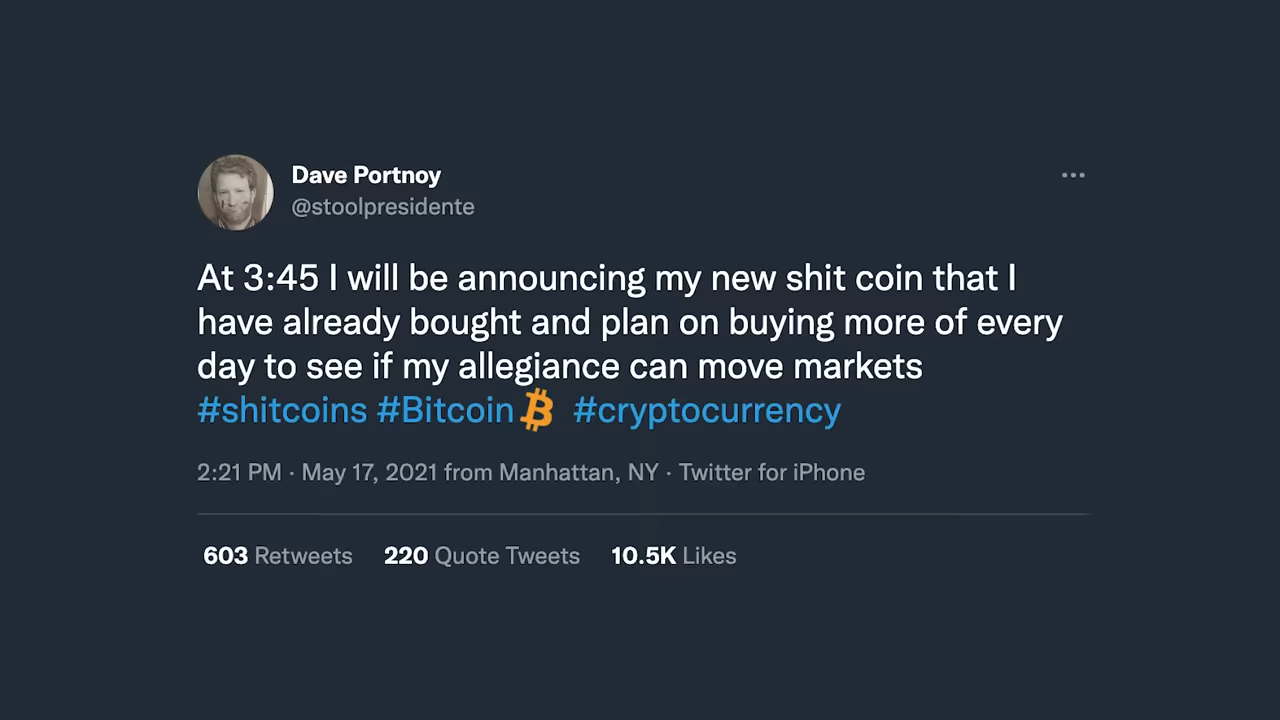 Dave Portnoy
@stoolpresidente
At 3:45 I will be announcing my new shit coin that I
have already bought and plan on buying more of every
day to see if my allegiance can move markets
#shitcoins #Bitcoin #cryptocurrency
2:21 PM · May 17, 2021 from Manhattan, NY · Twitter for iPhone
603 Retweets 220 Quote Tweets 10.5K Likes